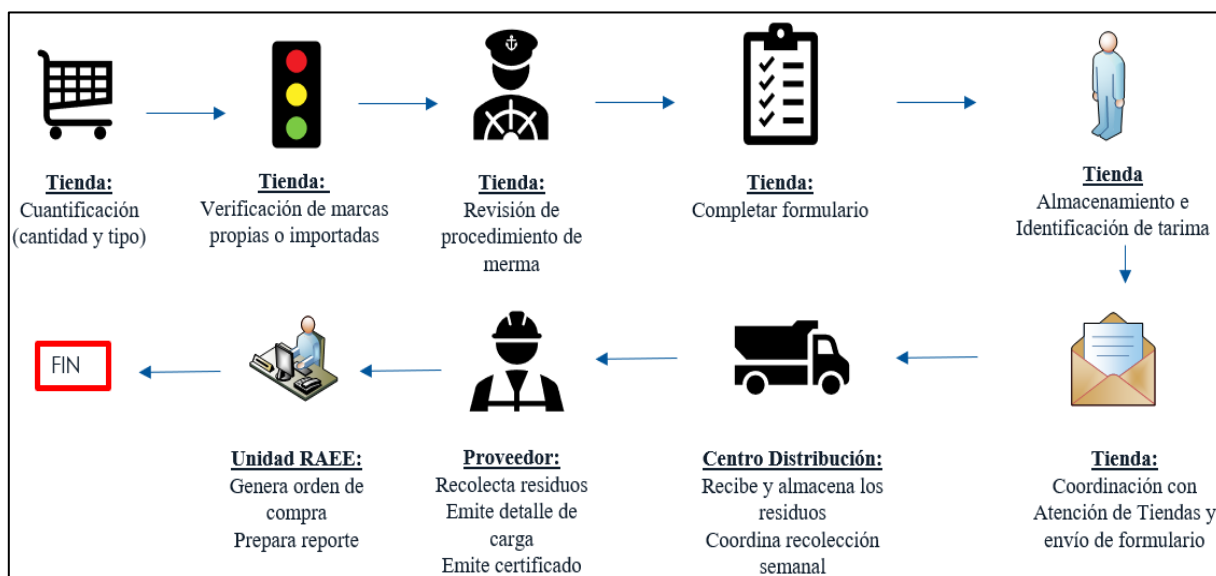 Tienda:
Cuantificación
(cantidad y tipo)
Tienda:
Verificación de marcas
propias o importadas
Tienda:
Revisión de
procedimiento de
merma
Tienda:
Completar formulario
Tienda
Almacenamiento e
Identificación de tarima
FIN
Unidad RAEE:
Genera orden de
compra
Prepara reporte
Proveedor:
Recolecta residuos
Emite detalle de
carga
Emite certificado
Centro Distribución:
Recibe y almacena los
residuos
Coordina recolección
semanal
Tienda:
Coordinación con
Atención de Tiendas y
envío de formulario